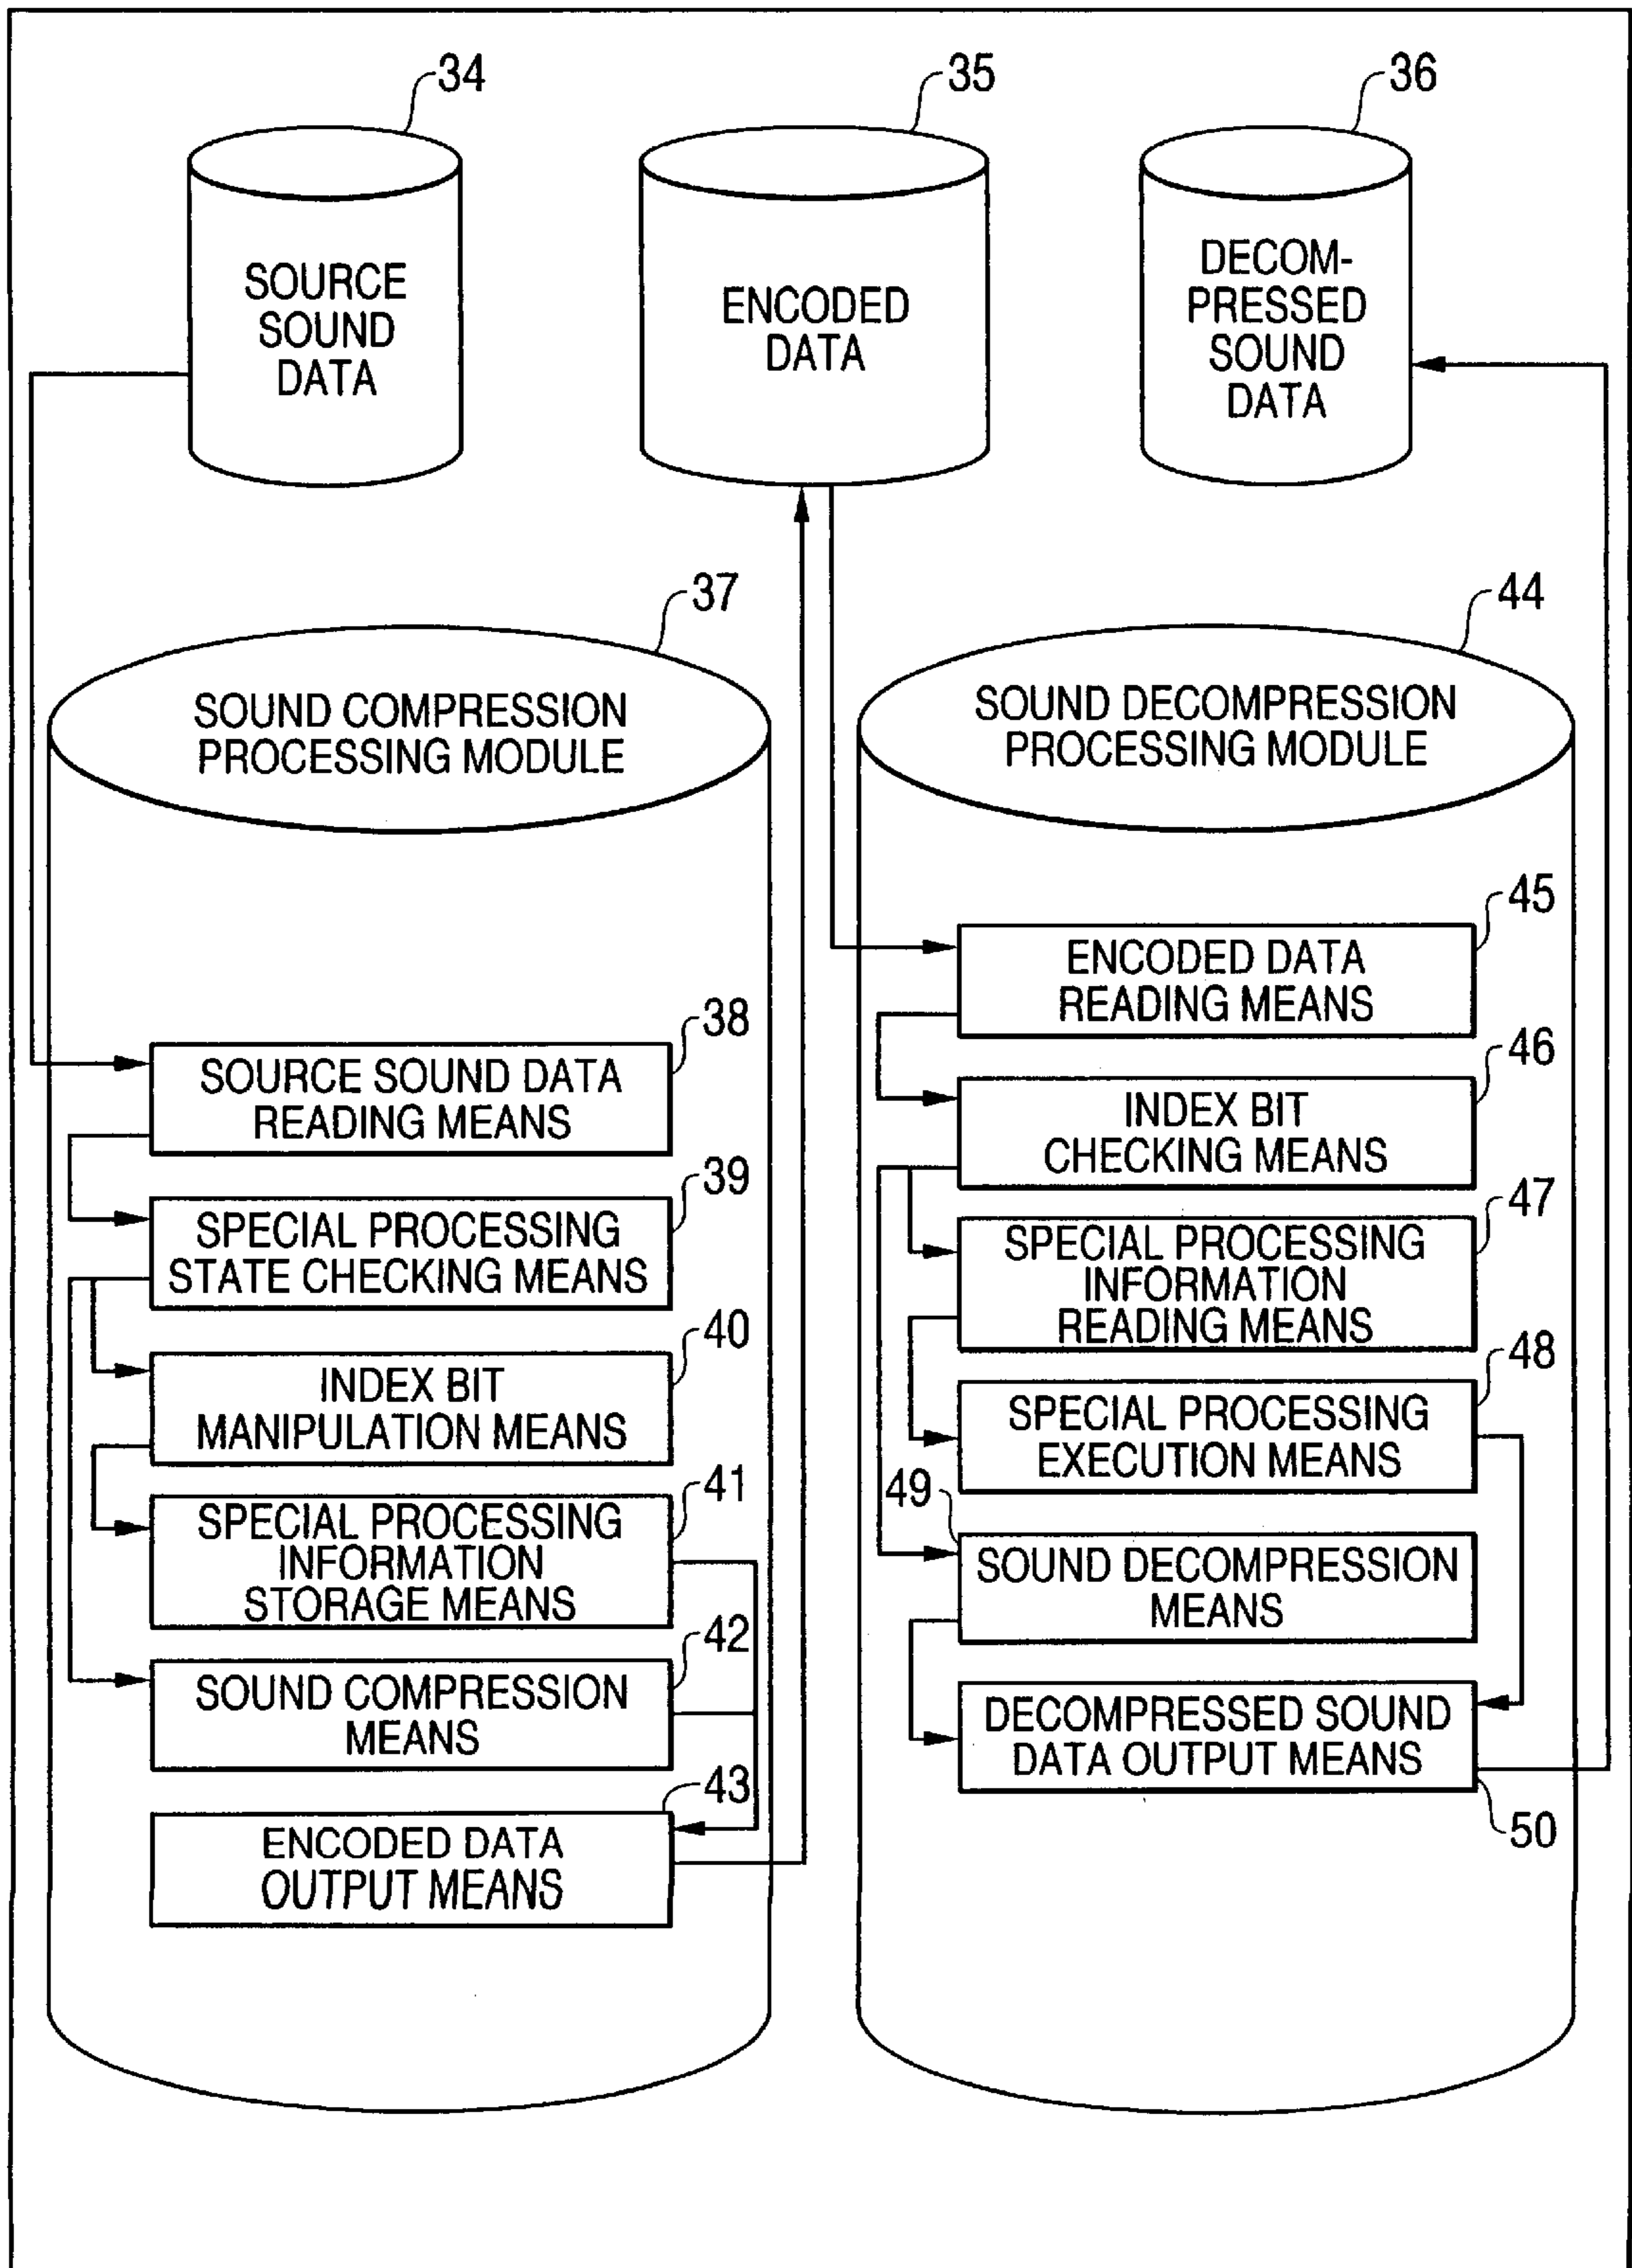 34
35
36
SOURCE
SOUND
DATA
ENCODED
DATA
DECOM-
PRESSED
SOUND
DATA
37
SOUND COMPRESSION
PROCESSING MODULE
38
SOURCE SOUND DATA
READING MEANS
39
SPECIAL PROCESSING
STATE CHECKING MEANS
40
INDEX BIT
MANIPULATION MEANS
41
SPECIAL PROCESSING
INFORMATION
STORAGE MEANS
42
SOUND COMPRESSION
MEANS
43
ENCODED DATA
OUTPUT MEANS
44
SOUND DECOMPRESSION
PROCESSING MODULE
45
ENCODED DATA
READING MEANS
46
INDEX BIT
CHECKING MEANS
47
SPECIAL PROCESSING
INFORMATION
READING MEANS
48
SPECIAL PROCESSING
EXECUTION MEANS
49
SOUND DECOMPRESSION
MEANS
DECOMPRESSED SOUND
DATA OUTPUT MEANS
50